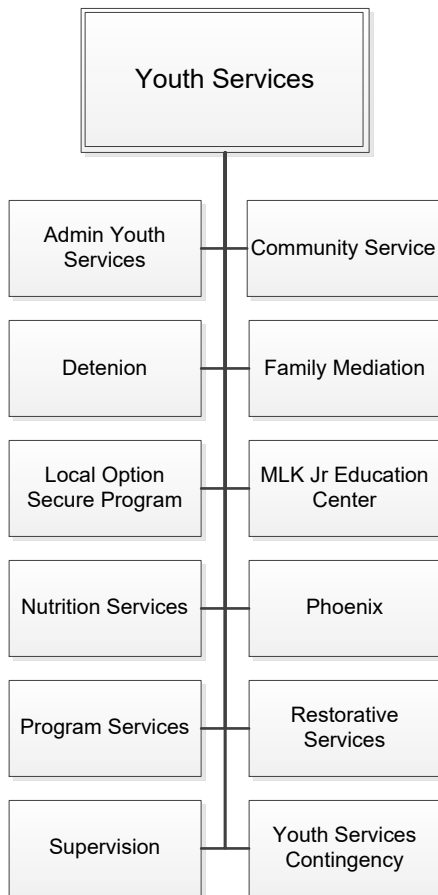 Youth Services
Admin Youth
Services
Community Service
Detenion
Family Mediation
Local Option
Secure Program
MLK Jr Education
Center
Nutrition Services
Phoenix
Program Services
Restorative
Services
Supervision
Youth Services
Contingency